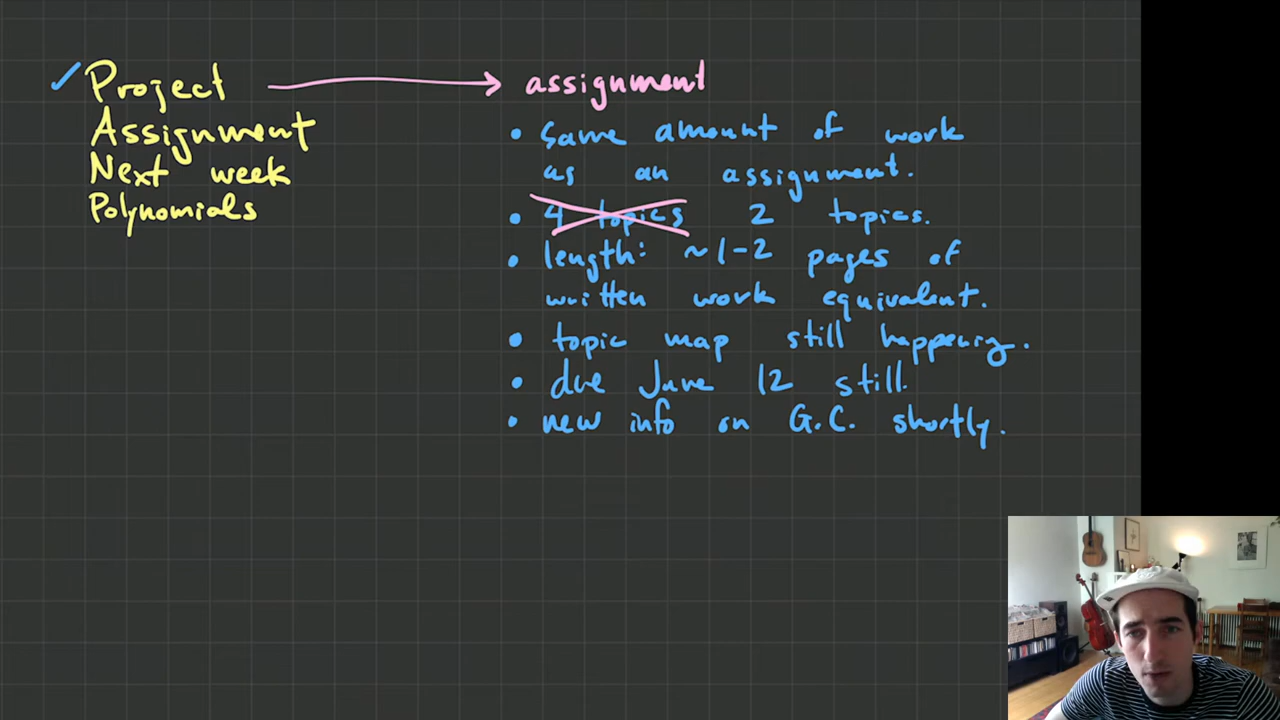 Project → assignment
Assignment
Next week
Polynomials
• same amount of work
as an assignment.
• 4 topics 2 topics.
• length: ~1-2 pages of
written work equivalent.
• topic map still happening.
• due June 12 still.
• new info on G.C. shortly.